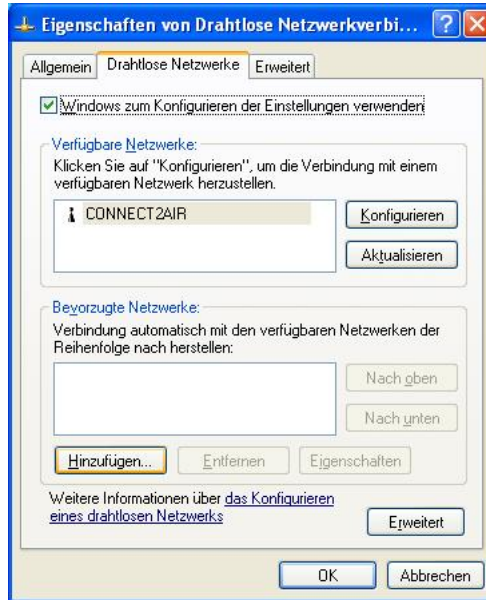 Eigenschaften von Drahtlose Netzwerkverbi...
Allgemein Drahtlose Netzwerke Erweitert
Windows zum Konfigurieren der Einstellungen verwenden
Verfügbare Netzwerke:
Klicken Sie auf "Konfigurieren", um die Verbindung mit einem
verfügbaren Netzwerk herzustellen.
CONNECT2AIR
Konfigurieren
Aktualisieren
Bevorzugte Netzwerke:
Verbindung automatisch mit den verfügbaren Netzwerken der
Reihenfolge nach herstellen:
Nach oben
Nach unten
Hinzufügen... Entfernen Eigenschaften
Weitere Informationen über das Konfigurieren
eines drahtlosen Netzwerks
Erweitert
OK Abbrechen